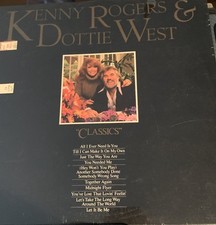 KENNY ROGERS &
DOTTIE WEST
"CLASSICS"
All I Ever Need Is You
Till I Can Make It On My Own
Just The Way You Are
You Needed Me
(Hey Won't You Play)
Another Somebody Done
Somebody Wrong Song
Together Again
Midnight Flyer
You've Lost That Lovin' Feelin'
Let's Take The Long Way
Around The World
Let It Be Me